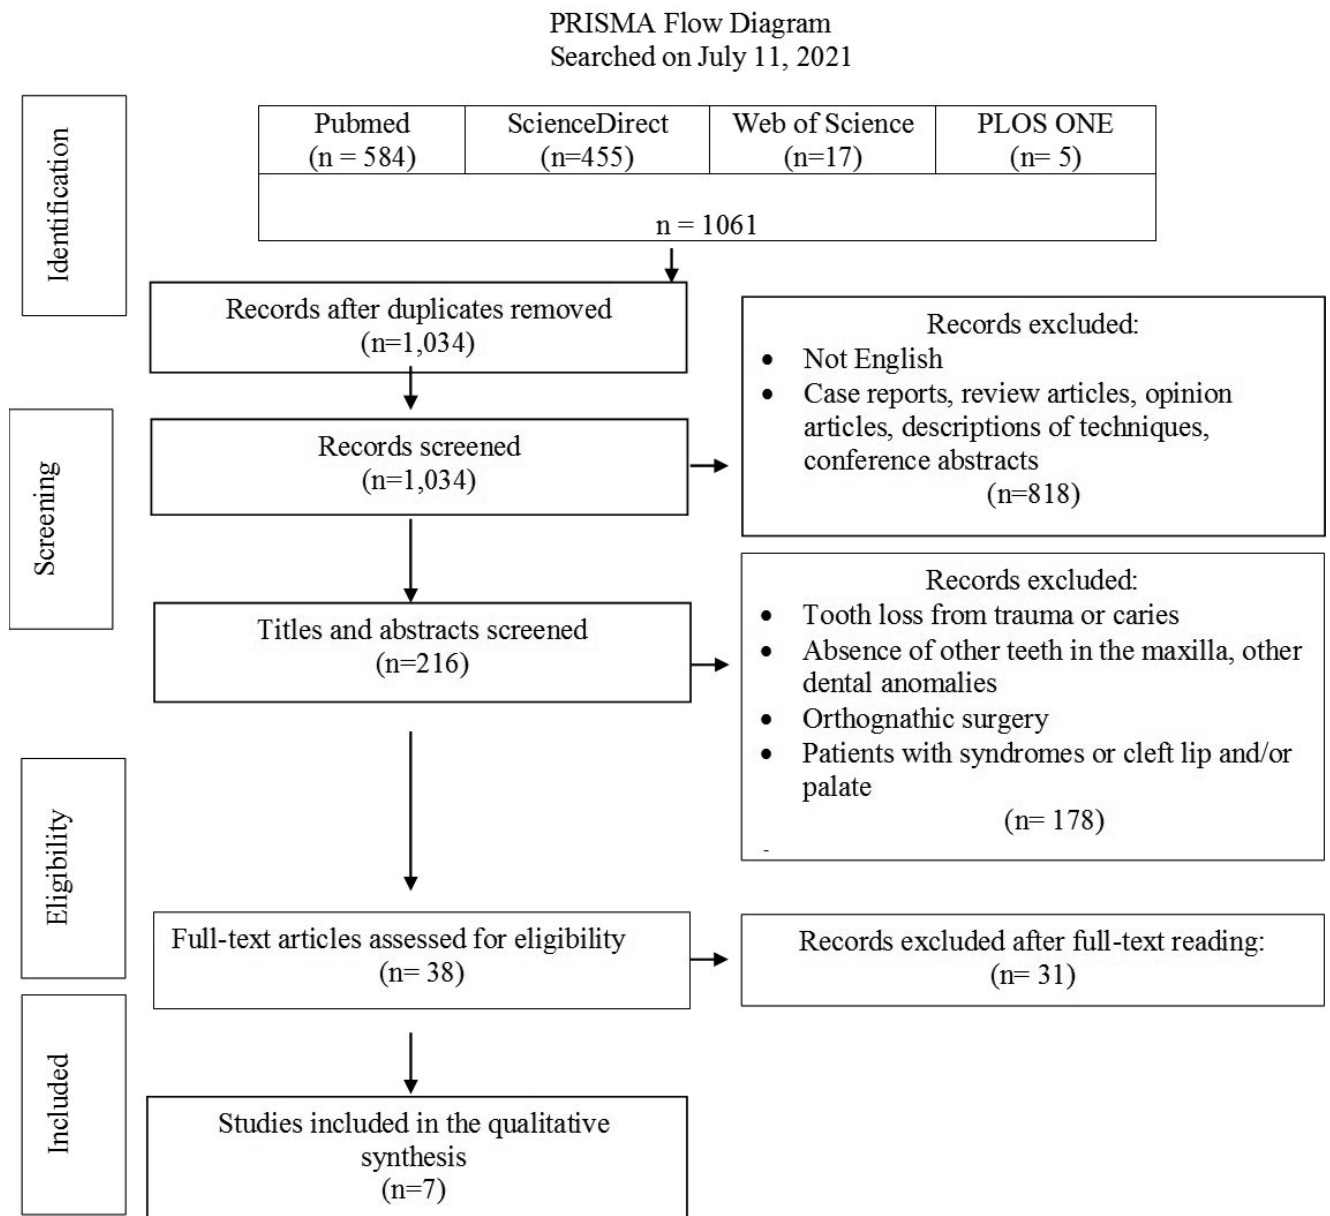 PRISMA Flow Diagram
Searched on July 11, 2021
Identification
Pubmed
(n = 584)
ScienceDirect
(n=455)
Web of Science
(n=17)
PLOS ONE
(n= 5)
n = 1061
Records after duplicates removed
(n=1,034)
Records excluded:
• Not English
• Case reports, review articles, opinion
articles, descriptions of techniques,
conference abstracts
(n=818)
Screening
Records screened
(n=1,034)
Titles and abstracts screened
(n=216)
Records excluded:
• Tooth loss from trauma or caries
• Absence of other teeth in the maxilla, other
dental anomalies
• Orthognathic surgery
• Patients with syndromes or cleft lip and/or
palate
(n= 178)
-
Eligibility
Full-text articles assessed for eligibility
(n= 38)
Records excluded after full-text reading:
(n= 31)
Included
Studies included in the qualitative
synthesis
(n=7)